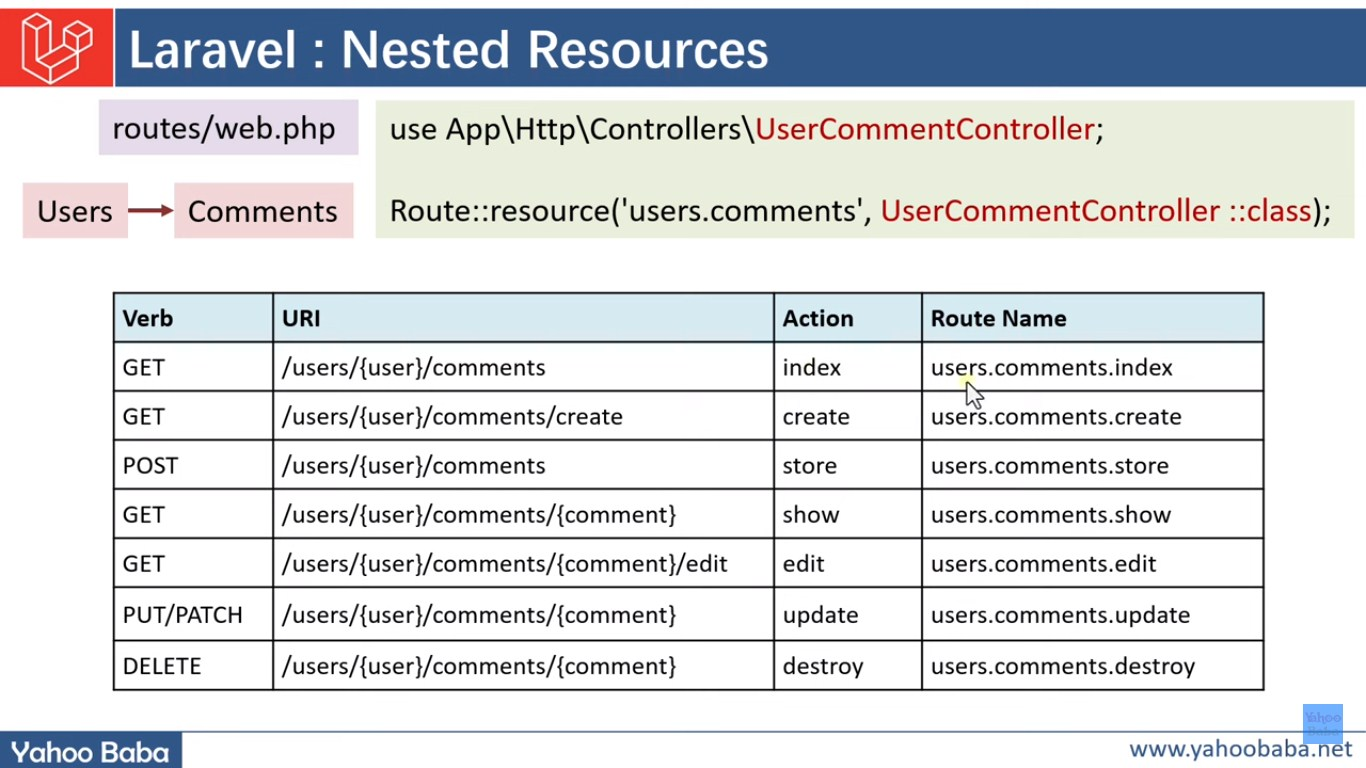 Laravel : Nested Resources
routes/web.php
use App\Http\Controllers\UserCommentController;
Users
Comments
Route::resource('users.comments', UserCommentController ::class);
Verb URI Action Route Name
GET /users/{user}/comments index users.comments.index
GET /users/{user}/comments/create create users.comments.create
POST /users/{user}/comments store users.comments.store
GET /users/{user}/comments/{comment} show users.comments.show
GET /users/{user}/comments/{comment}/edit edit users.comments.edit
PUT/PATCH /users/{user}/comments/{comment} update users.comments.update
DELETE /users/{user}/comments/{comment} destroy users.comments.destroy
Yahoo
Baba
Yahoo Baba
www.yahoobaba.net